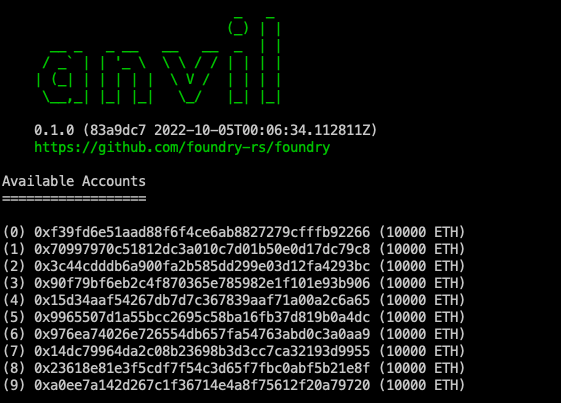 anvil
0.1.0 (83a9dc7 2022-10-05T00:06:34.112811Z)
https://github.com/foundry-rs/foundry
Available Accounts
==================
(0) 0xf39fd6e51aad88f6f4ce6ab8827279cfffb92266 (10000 ETH)
(1) 0x70997970c51812dc3a010c7d01b50e0d17dc79c8 (10000 ETH)
(2) 0x3c44cdddb6a900fa2b585dd299e03d12fa4293bc (10000 ETH)
(3) 0x90f79bf6eb2c4f870365e785982e1f101e93b906 (10000 ETH)
(4) 0x15d34aaf54267db7d7c367839aaf71a00a2c6a65 (10000 ETH)
(5) 0x9965507d1a55bcc2695c58ba16fb37d819b0a4dc (10000 ETH)
(6) 0x976ea74026e726554db657fa54763abd0c3a0aa9 (10000 ETH)
(7) 0x14dc79964da2c08b23698b3d3cc7ca32193d9955 (10000 ETH)
(8) 0x23618e81e3f5cdf7f54c3d65f7fbc0abf5b21e8f (10000 ETH)
(9) 0xa0ee7a142d267c1f36714e4a8f75612f20a79720 (10000 ETH)